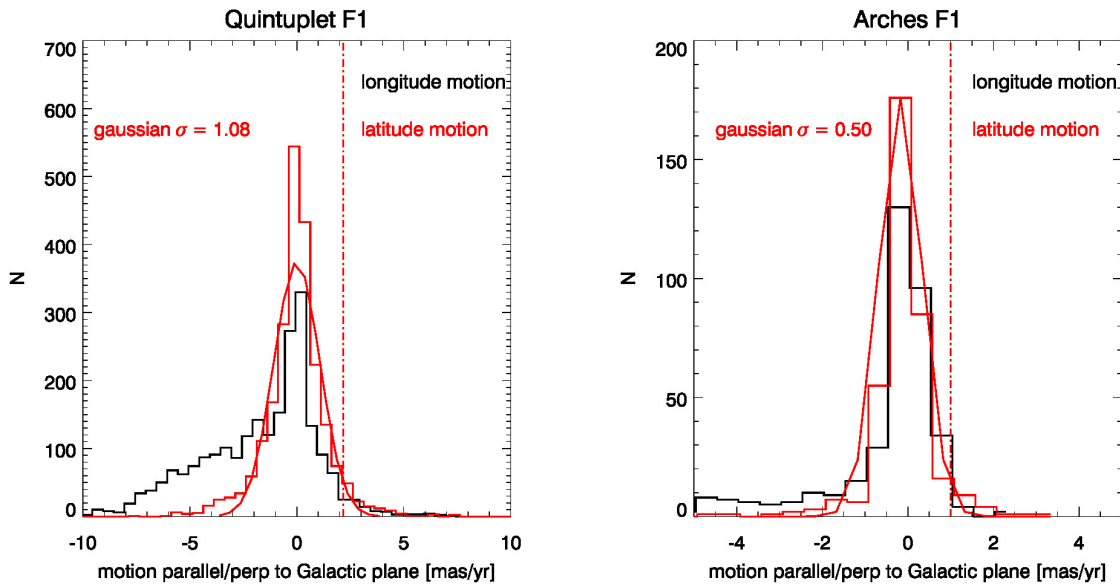 Quintuplet F1
700
600
500
400
300
200
100
0
N
longitude motion
gaussian σ = 1.08
latitude motion
-10
-5
0
5
10
motion parallel/perp to Galactic plane [mas/yr]
Arches F1
200
150
100
50
0
N
longitude motion
gaussian σ = 0.50
latitude motion
-4
-2
0
2
4
motion parallel/perp to Galactic plane [mas/yr]